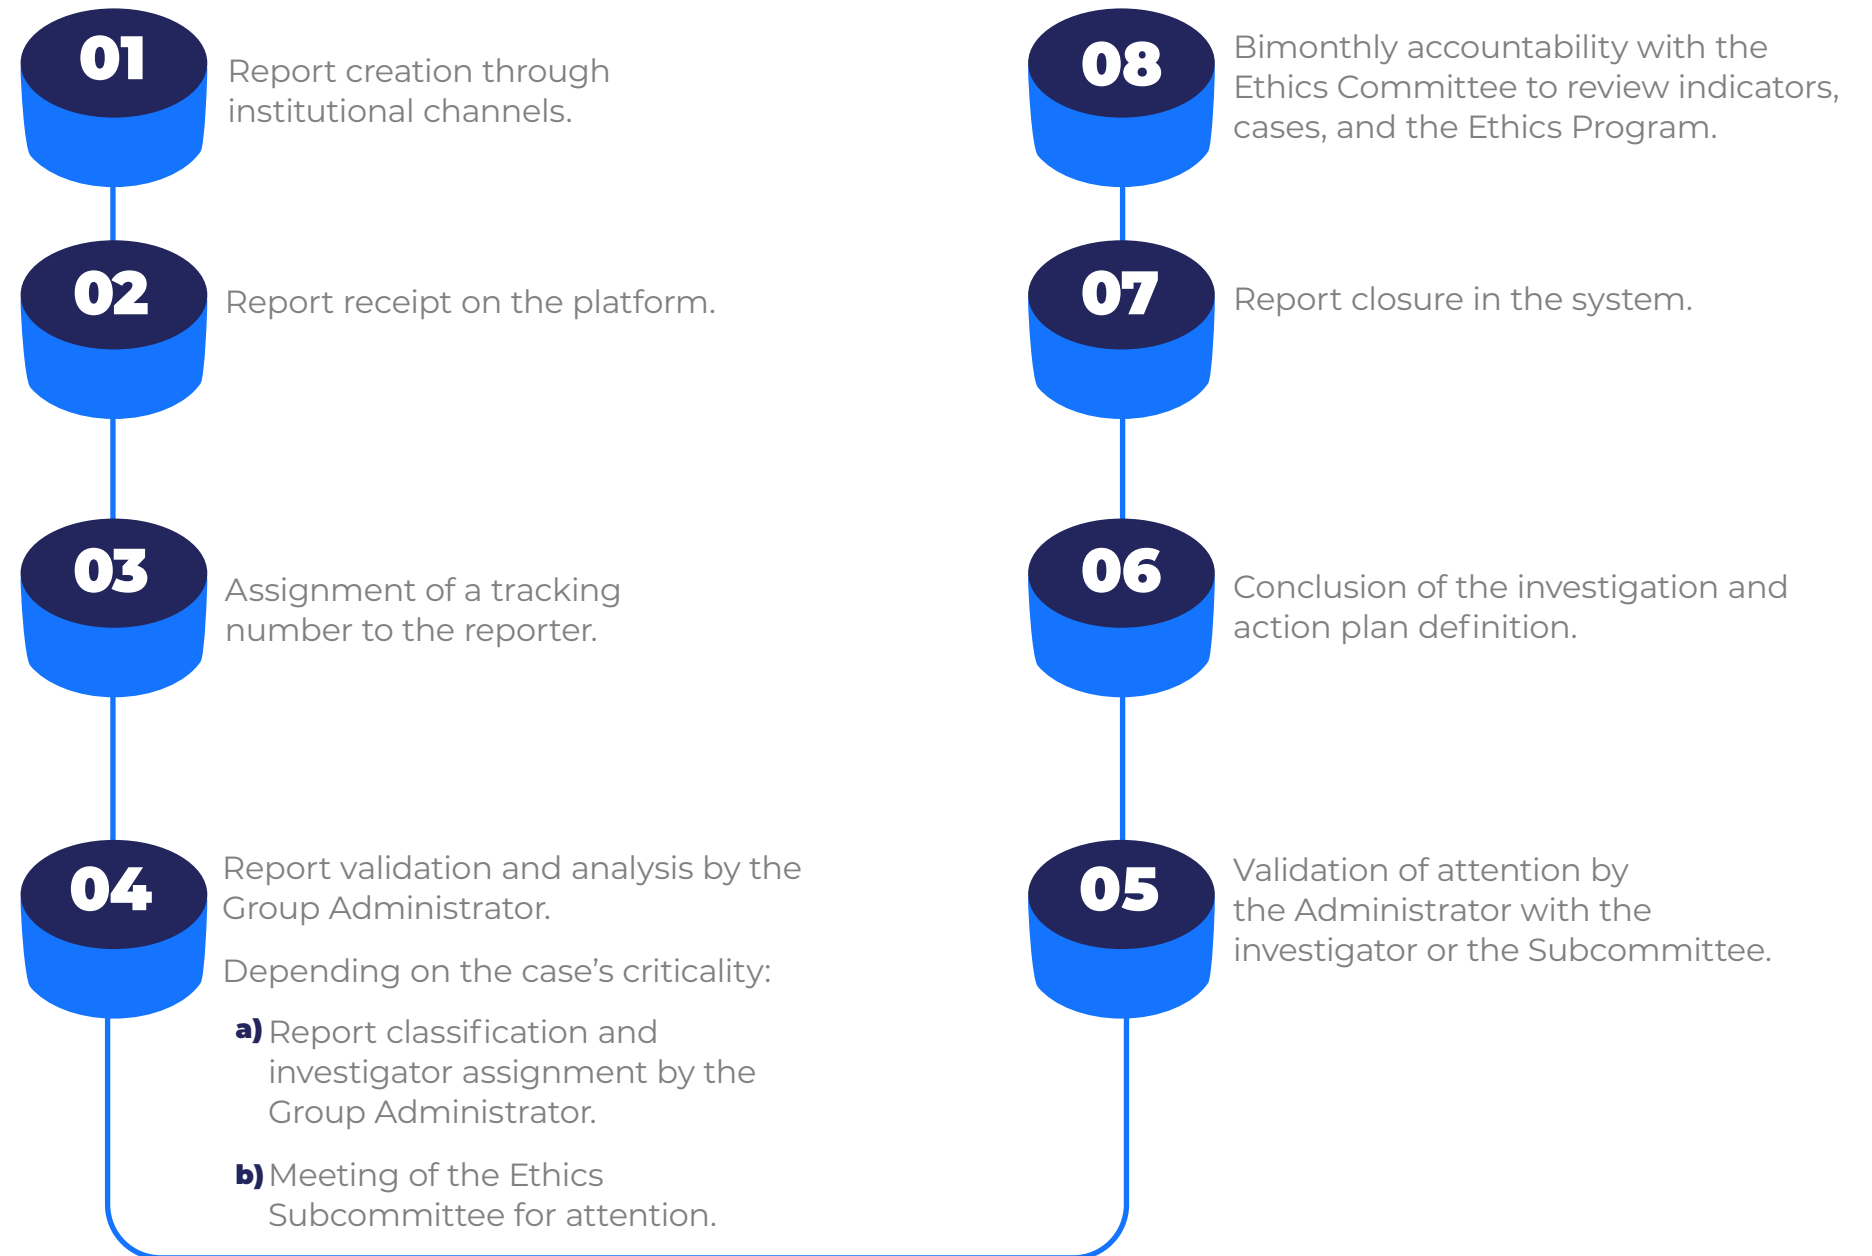 01
Report creation through
institutional channels.
02
Report receipt on the platform.
03
Assignment of a tracking
number to the reporter.
04
Report validation and analysis by the
Group Administrator.
Depending on the case’s criticality:
a) Report classification and
investigator assignment by the
Group Administrator.
b) Meeting of the Ethics
Subcommittee for attention.
05
Validation of attention by
the Administrator with the
investigator or the Subcommittee.
06
Conclusion of the investigation and
action plan definition.
07
Report closure in the system.
08
Bimonthly accountability with the
Ethics Committee to review indicators,
cases, and the Ethics Program.